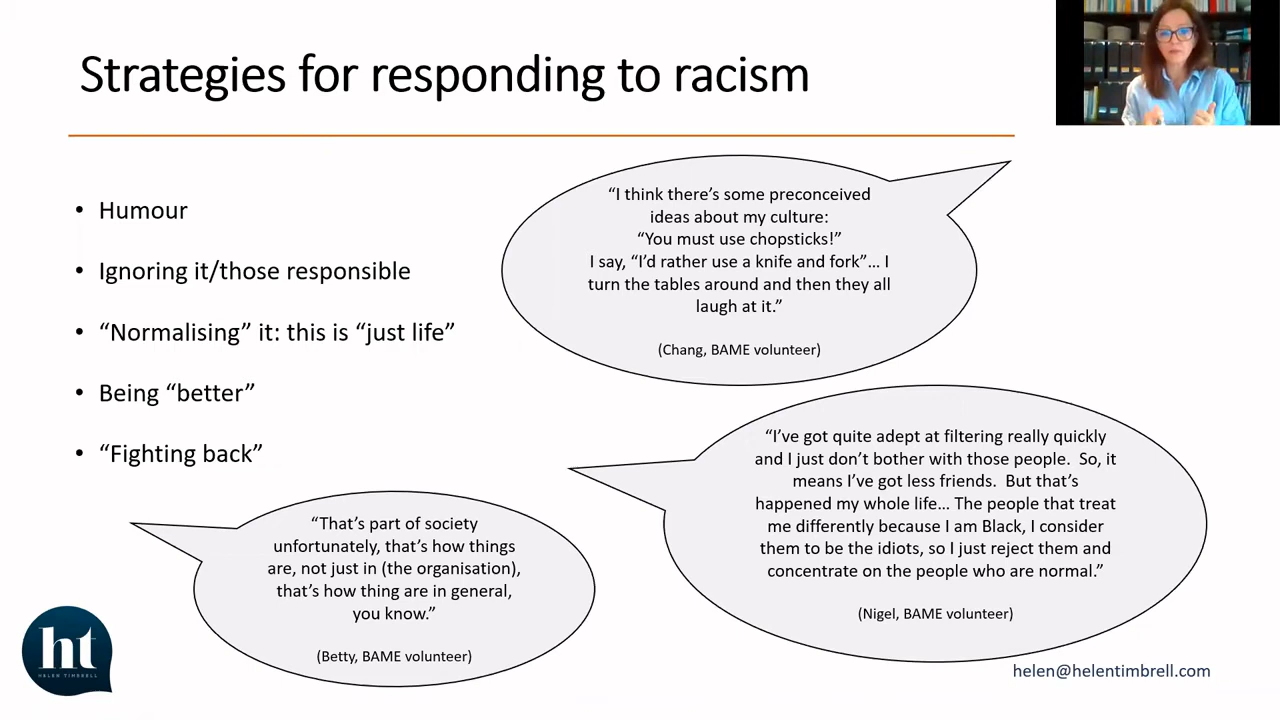 Strategies for responding to racism
• Humour
• Ignoring it/those responsible
• “Normalising” it: this is “just life”
• Being “better”
• “Fighting back”
“I think there’s some preconceived
ideas about my culture:
“You must use chopsticks!”
I say, “I’d rather use a knife and fork”… I
turn the tables around and then they all
laugh at it.”
(Chang, BAME volunteer)
“I’ve got quite adept at filtering really quickly
and I just don’t bother with those people.  So, it
means I’ve got less friends.  But that’s
happened my whole life… The people that treat
me differently because I am Black, I consider
them to be the idiots, so I just reject them and
concentrate on the people who are normal.”
(Nigel, BAME volunteer)
“That’s part of society
unfortunately, that’s how things
are, not just in (the organisation),
that’s how thing are in general,
you know.”
(Betty, BAME volunteer)
ht
HELEN TIMBRELL
helen@helentimbrell.com